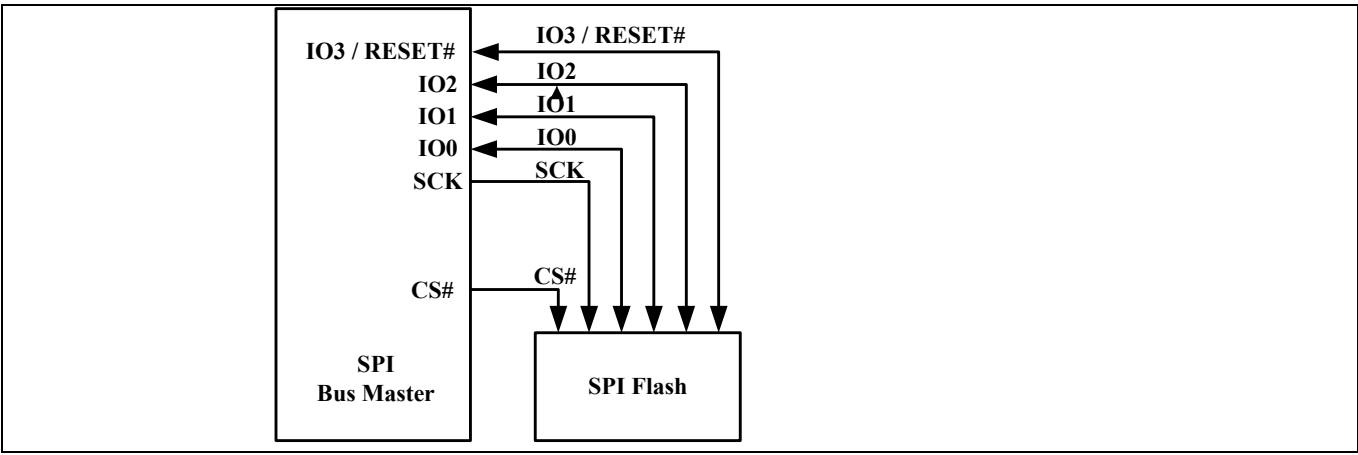 IO3 / RESET#
IO3 / RESET#
IO2
IO2
IO1
IO1
IO0
IO0
SCK
SCK
CS#
CS#
SPI
Bus Master
SPI Flash